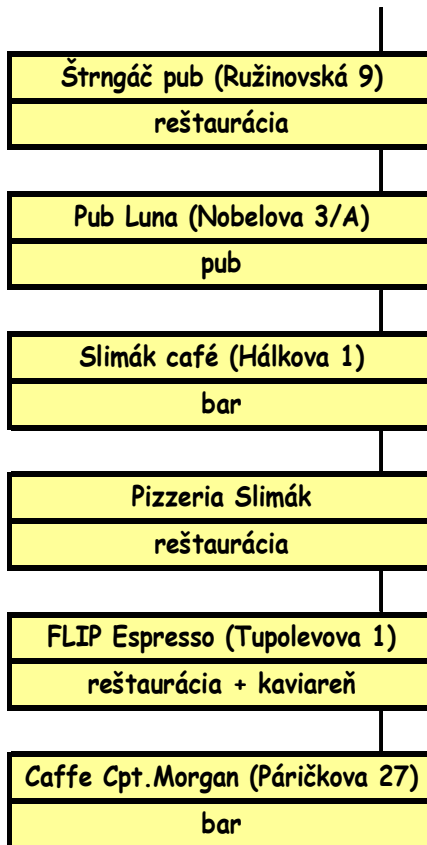 Štrngáč pub (Ružinovská 9)
reštaurácia
Pub Luna (Nobelova 3/A)
pub
Slimák café (Hálkova 1)
bar
Pizzeria Slimák
reštaurácia
FLIP Espresso (Tupolevova 1)
reštaurácia + kaviareň
Caffe Cpt.Morgan (Páričkova 27)
bar